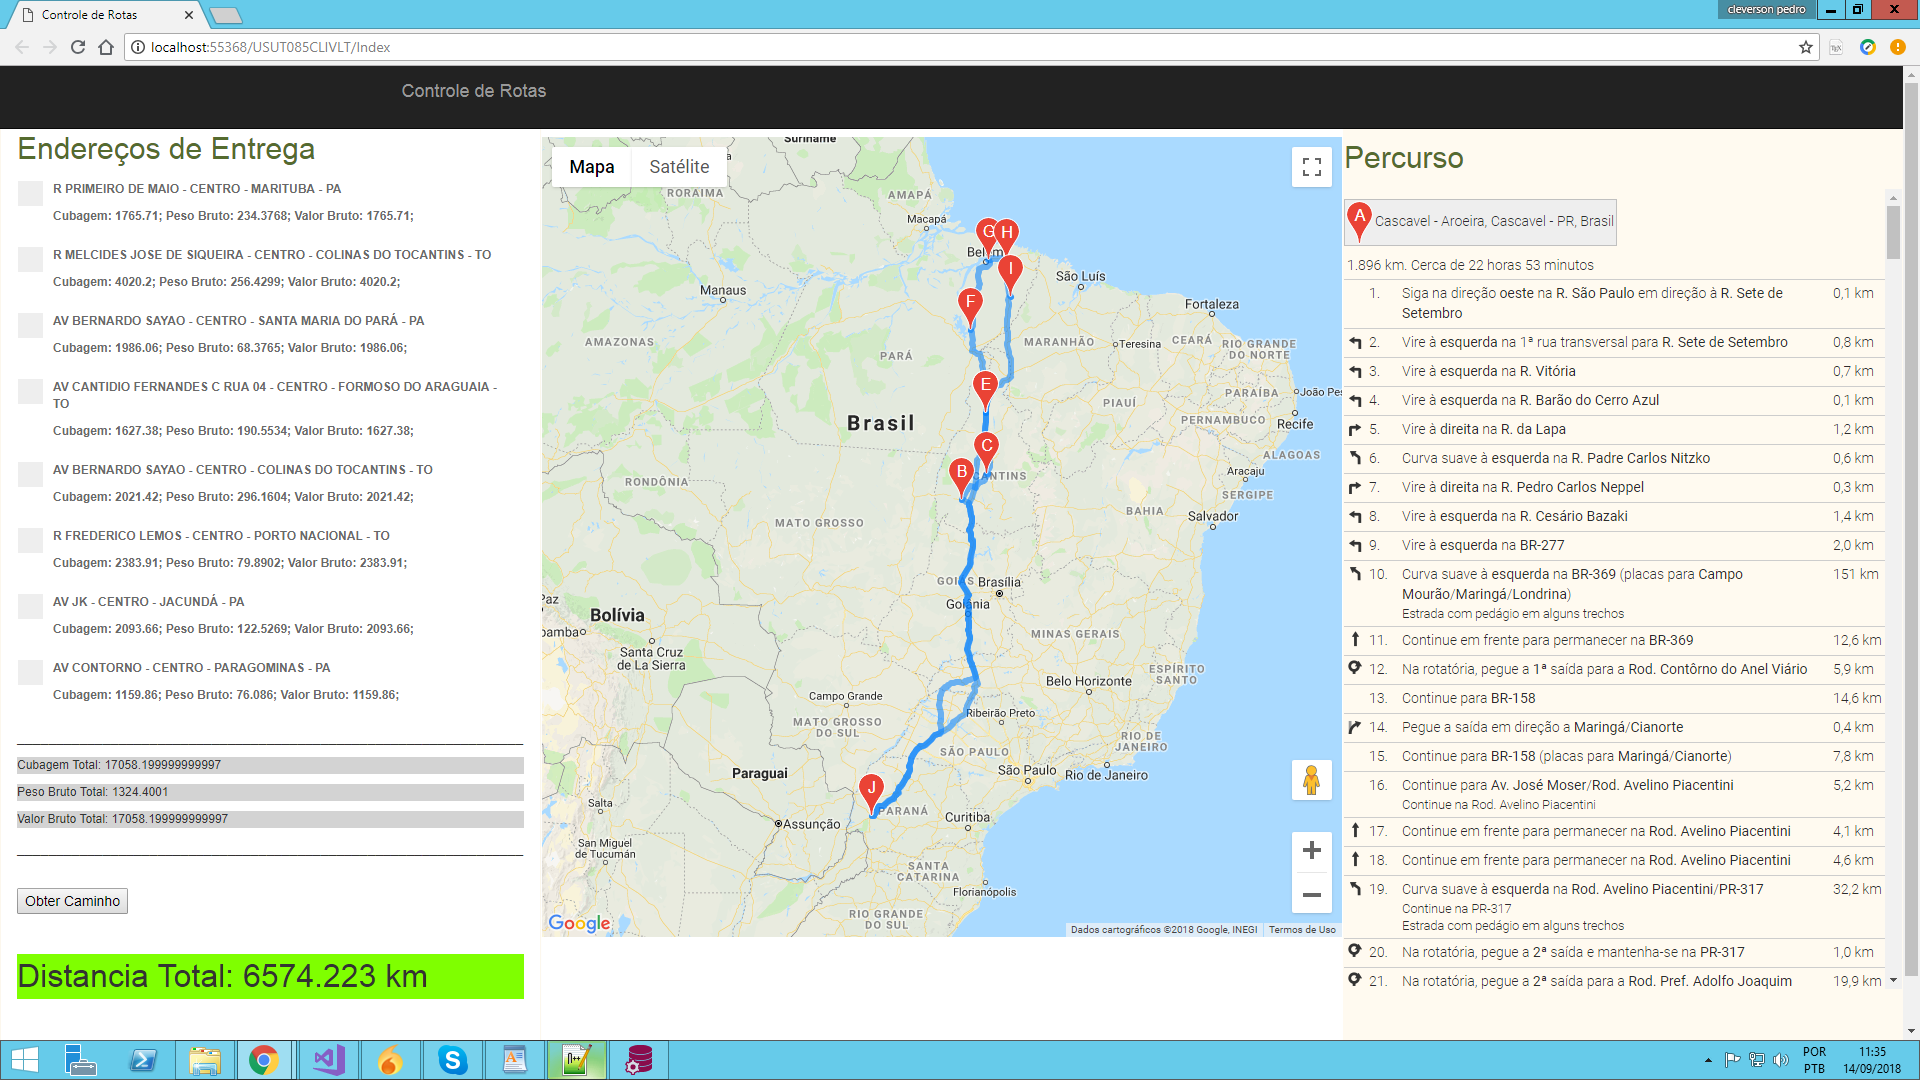 Controle de Rotas
cleverson pedro
localhost:55368/USUT085CLIVLT/Index
Controle de Rotas
Endereços de Entrega
R PRIMEIRO DE MAIO - CENTRO - MARITUBA - PA
Cubagem: 1765.71; Peso Bruto: 234.3768; Valor Bruto: 1765.71;
R MELCIDES JOSE DE SIQUEIRA - CENTRO - COLINAS DO TOCANTINS - TO
Cubagem: 4020.2; Peso Bruto: 256.4299; Valor Bruto: 4020.2;
AV BERNARDO SAYAO - CENTRO - SANTA MARIA DO PARÁ - PA
Cubagem: 1986.06; Peso Bruto: 68.3765; Valor Bruto: 1986.06;
AV CANTIDIO FERNANDES C RUA 04 - CENTRO - FORMOSO DO ARAGUAIA -
TO
Cubagem: 1627.38; Peso Bruto: 190.5534; Valor Bruto: 1627.38;
AV BERNARDO SAYAO - CENTRO - COLINAS DO TOCANTINS - TO
Cubagem: 2021.42; Peso Bruto: 296.1604; Valor Bruto: 2021.42;
R FREDERICO LEMOS - CENTRO - PORTO NACIONAL - TO
Cubagem: 2383.91; Peso Bruto: 79.8902; Valor Bruto: 2383.91;
AV JK - CENTRO - JACUNDÁ - PA
Cubagem: 2093.66; Peso Bruto: 122.5269; Valor Bruto: 2093.66;
AV CONTORNO - CENTRO - PARAGOMINAS - PA
Cubagem: 1159.86; Peso Bruto: 76.086; Valor Bruto: 1159.86;
Cubagem Total: 17058.199999999997
Peso Bruto Total: 1324.4001
Valor Bruto Total: 17058.199999999997
Obter Caminho
Distancia Total: 6574.223 km
Mapa
Satélite
Suriname
RORAIMA
AMAPÁ
Macapá
G
H
Belém
I
São Luís
Manaus
F
Fortaleza
AMAZONAS
PARÁ
MARANHÃO
Teresina
CEARÁ
RIO GRANDE
DO NORTE
E
PARAÍBA
João Pes
PIAUÍ
Brasil
PERNAMBUCO
Recife
C
ALAGOAS
B
CANTINS
Aracaju
RONDÔNIA
SERGIPE
BAHIA
Salvador
MATO GROSSO
GOIÁS
Brasília
Paz
Goiânia
Bolívia
bamba
MINAS GERAIS
Santa Cruz
de La Sierra
ESPÍRITO
SANTO
Belo Horizonte
Campo Grande
Ribeirão Preto
MATO GROSSO
DO SUL
RIO DE
JANEIRO
SÃO PAULO
Paraguai
São Paulo
Rio de Janeiro
J
Salta
PARANÁ
Assunção
Curitiba
San Miguel
de Tucumán
SANTA
CATARINA
Florianópolis
RIO GRANDE
DO SUL
Google
Dados cartográficos ©2018 Google, INEGI
Termos de Uso
Percurso
A Cascavel - Aroeira, Cascavel - PR, Brasil
1.896 km. Cerca de 22 horas 53 minutos
1. Siga na direção oeste na R. São Paulo em direção à R. Sete de 0,1 km
Setembro
2. Vire à esquerda na 1ª rua transversal para R. Sete de Setembro 0,8 km
3. Vire à esquerda na R. Vitória 0,7 km
4. Vire à esquerda na R. Barão do Cerro Azul 0,1 km
5. Vire à direita na R. da Lapa 1,2 km
6. Curva suave à esquerda na R. Padre Carlos Nitzko 0,6 km
7. Vire à direita na R. Pedro Carlos Neppel 0,3 km
8. Vire à esquerda na R. Cesário Bazaki 1,4 km
9. Vire à esquerda na BR-277 2,0 km
10. Curva suave à esquerda na BR-369 (placas para Campo 151 km
Mourão/Maringá/Londrina)
Estrada com pedágio em alguns trechos
11. Continue em frente para permanecer na BR-369 12,6 km
12. Na rotatória, pegue a 1ª saída para a Rod. Contôrno do Anel Viário 5,9 km
13. Continue para BR-158 14,6 km
14. Pegue a saída em direção a Maringá/Cianorte 0,4 km
15. Continue para BR-158 (placas para Maringá/Cianorte) 7,8 km
16. Continue para Av. José Moser/Rod. Avelino Piacentini 5,2 km
Continue na Rod. Avelino Piacentini
17. Continue em frente para permanecer na Rod. Avelino Piacentini 4,1 km
18. Continue em frente para permanecer na Rod. Avelino Piacentini 4,6 km
19. Curva suave à esquerda na Rod. Avelino Piacentini/PR-317 32,2 km
Continue na PR-317
Estrada com pedágio em alguns trechos
20. Na rotatória, pegue a 2ª saída e mantenha-se na PR-317 1,0 km
21. Na rotatória, pegue a 2ª saída para a Rod. Pref. Adolfo Joaquim 19,9 km
POR
PTB
11:35
14/09/2018